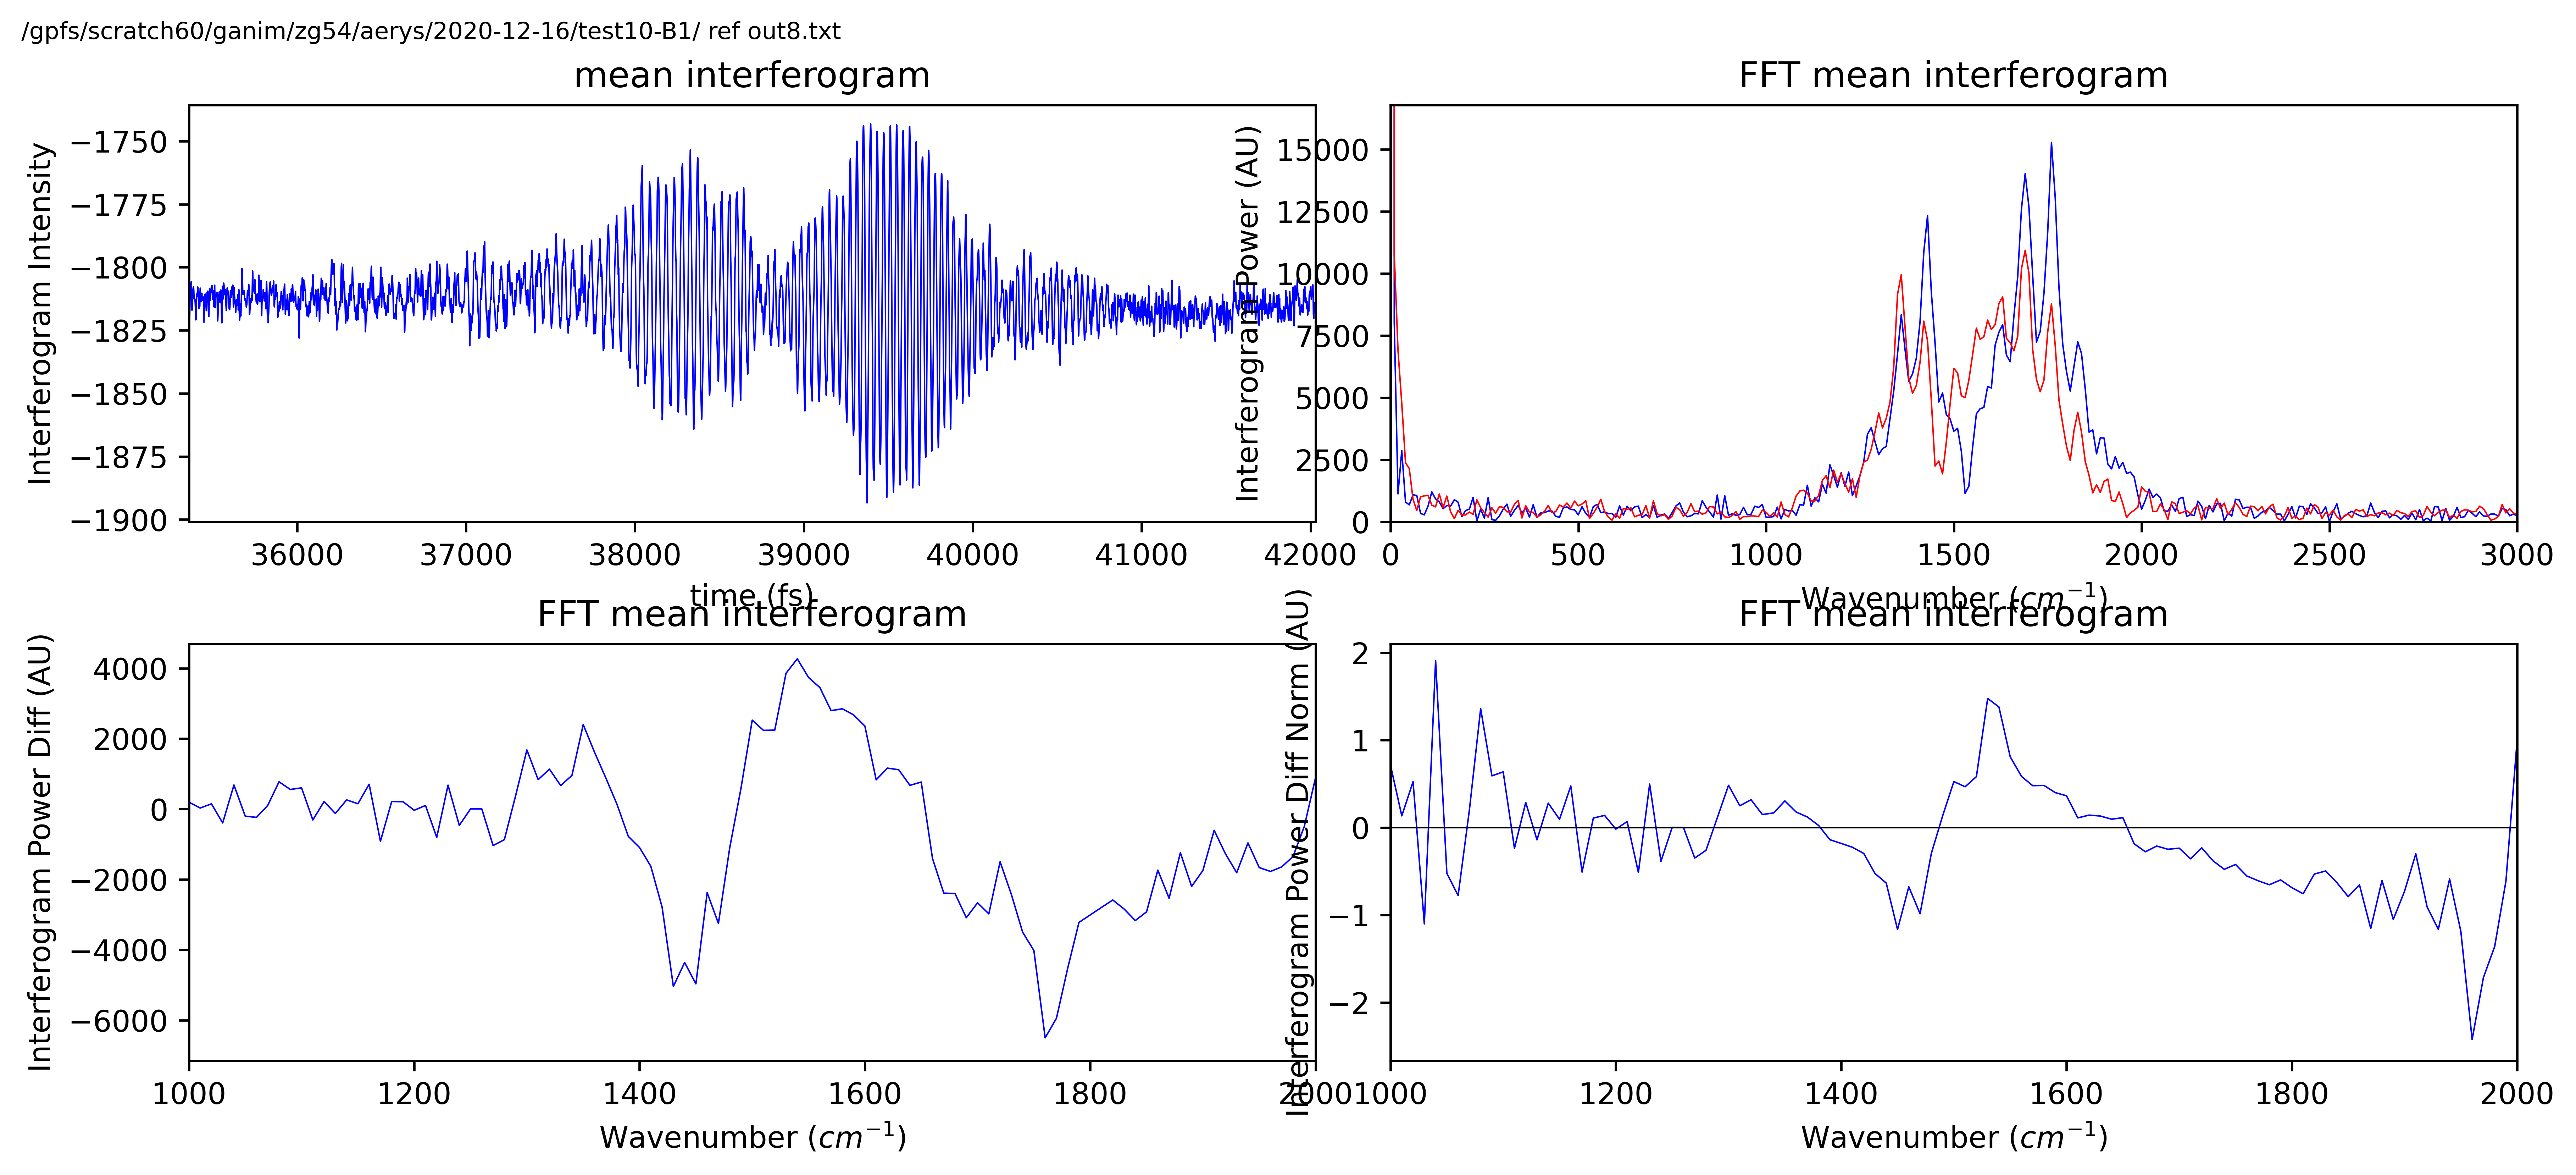 /gpfs/scratch60/ganim/zg54/aerys/2020-12-16/test10-B1/ ref out8.txt
mean interferogram
Interferogram Intensity
−1750
−1775
−1800
−1825
−1850
−1875
−1900
36000 37000 38000 39000 40000 41000 42000
time (fs)
FFT mean interferogram
Interferogram Power (AU)
15000
12500
10000
7500
5000
2500
0
0 500 1000 1500 2000 2500 3000
Wavenumber (cm⁻¹)
FFT mean interferogram
Interferogram Power Diff (AU)
4000
2000
0
−2000
−4000
−6000
1000 1200 1400 1600 1800 2000
Wavenumber (cm⁻¹)
FFT mean interferogram
Interferogram Power Diff Norm (AU)
2
1
0
−1
−2
1000 1200 1400 1600 1800 2000
Wavenumber (cm⁻¹)